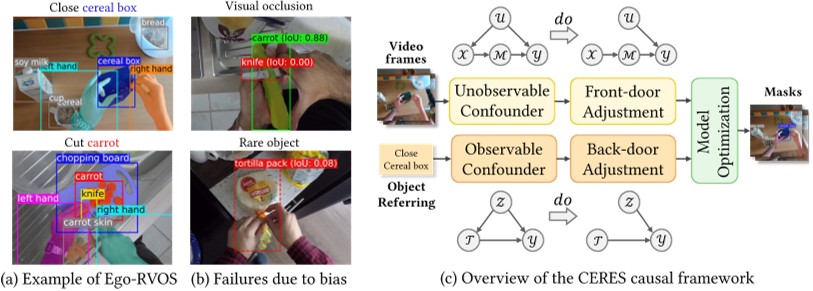 Close cereal box
bread
soy milk
left hand
cereal box
right hand
cup
cereal
Cut carrot
chopping board
carrot
knife
left hand
right hand
carrot skin
(a) Example of Ego-RVOS
Visual occlusion
carrot (IoU: 0.88)
knife (IoU: 0.00)
Rare object
tortilla pack (IoU: 0.08)
(b) Failures due to bias
U
do
U
X
M
Y
X
M
Y
Video
frames
Unobservable
Confounder
Front-door
Adjustment
Model
Optimization
Masks
Close
Cereal box
Object
Referring
Observable
Confounder
Back-door
Adjustment
Z
do
Z
T
Y
T
Y
(c) Overview of the CERES causal framework